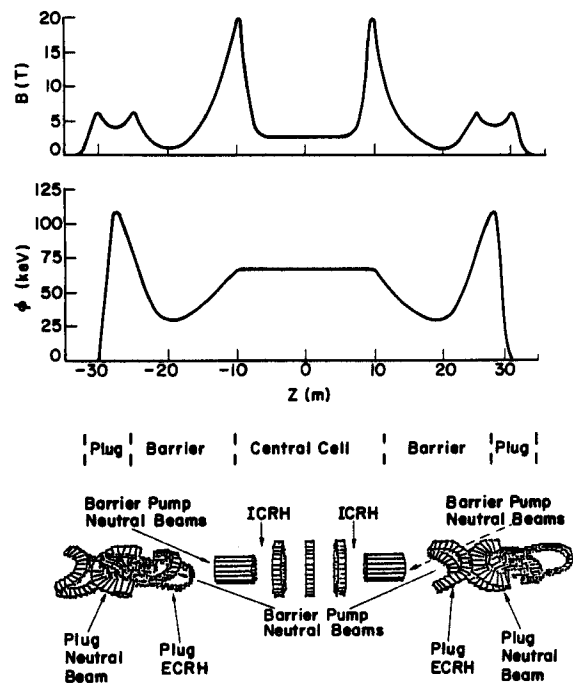 B (T)
20
15
10
5
0
ϕ (keV)
125
100
75
50
25
0
-30 -20 -10 0 10 20 30
Z (m)
Plug Barrier Central Cell Barrier Plug
Barrier Pump
Neutral Beams
ICRH
ICRH
Barrier Pump
Neutral Beams
Barrier Pump
Neutral Beams
Plug
Neutral
Beam
Plug
ECRH
Plug
ECRH
Plug
Neutral
Beam